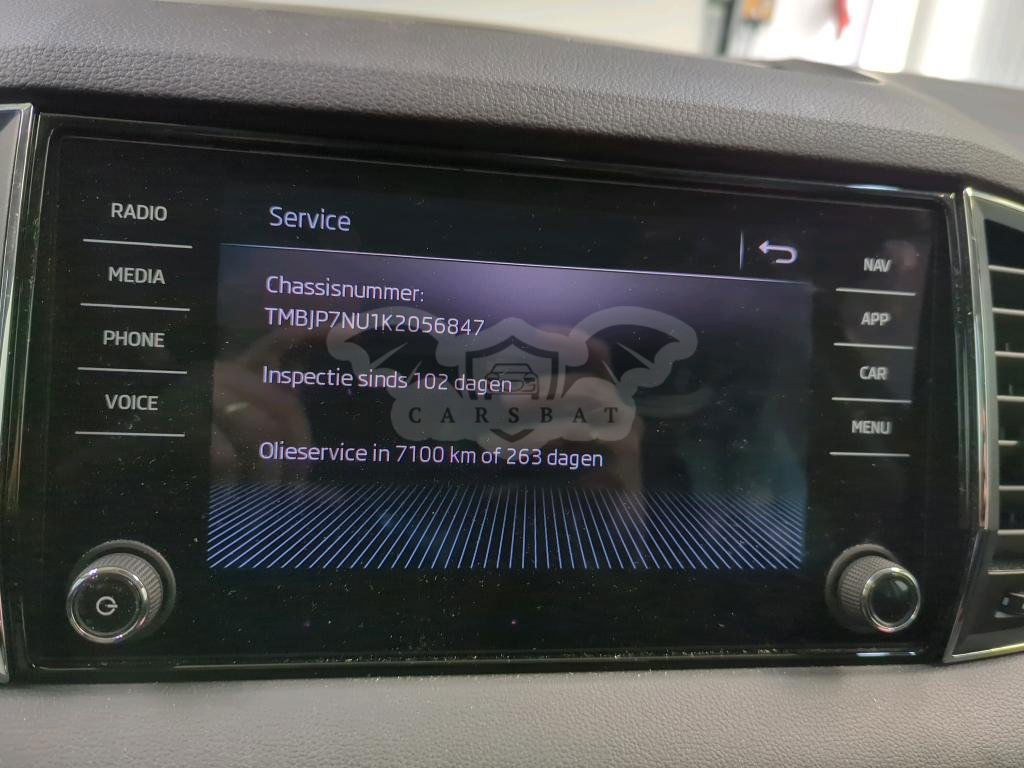 RADIO
MEDIA
PHONE
VOICE
Service
Chassisnummer:
TMBJP7NU1K2056847
Inspectie sinds 102 dagen
CARSBAT
Olieservice in 7100 km of 263 dagen
NAV
APP
CAR
MENU